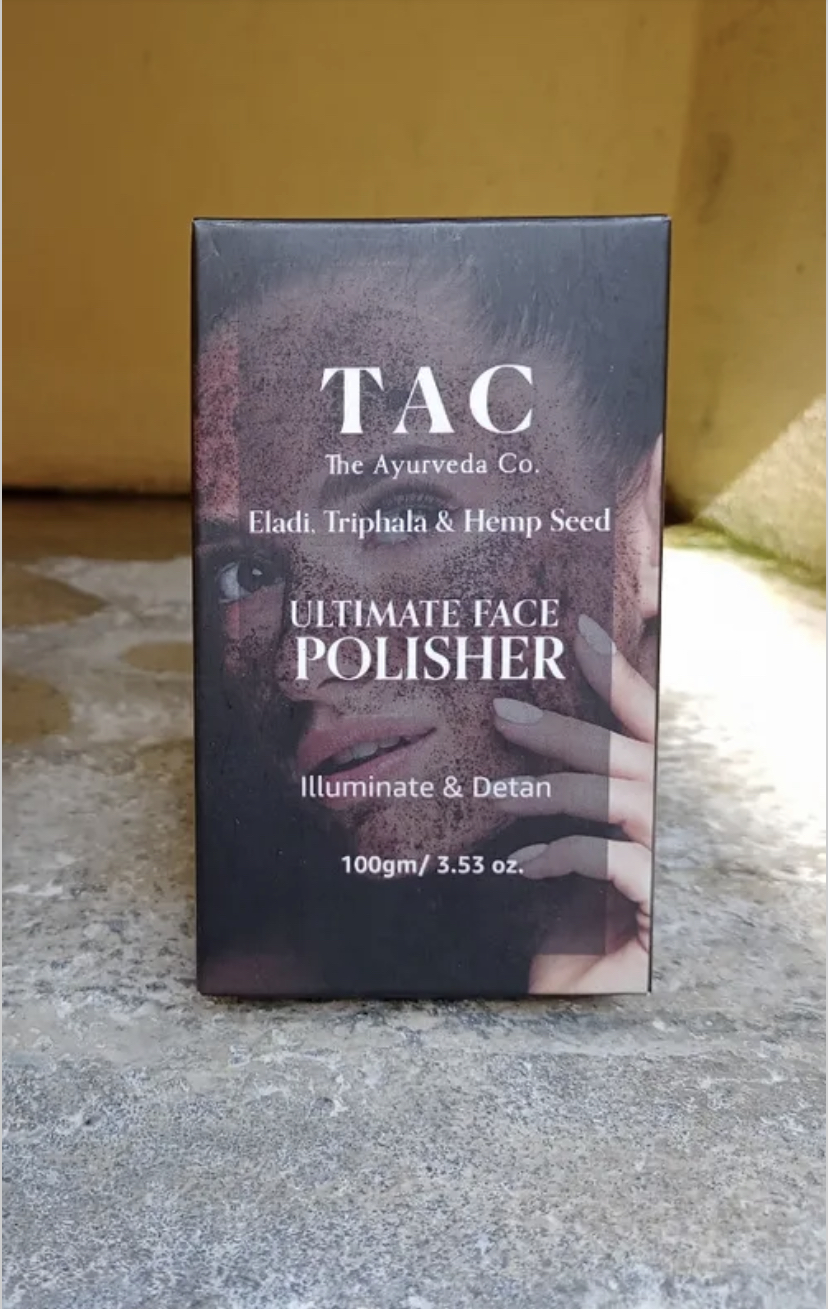 TAC
The Ayurveda Co.
Eladi, Triphala & Hemp Seed
ULTIMATE FACE
POLISHER
Illuminate & Detan
100gm/ 3.53 oz.